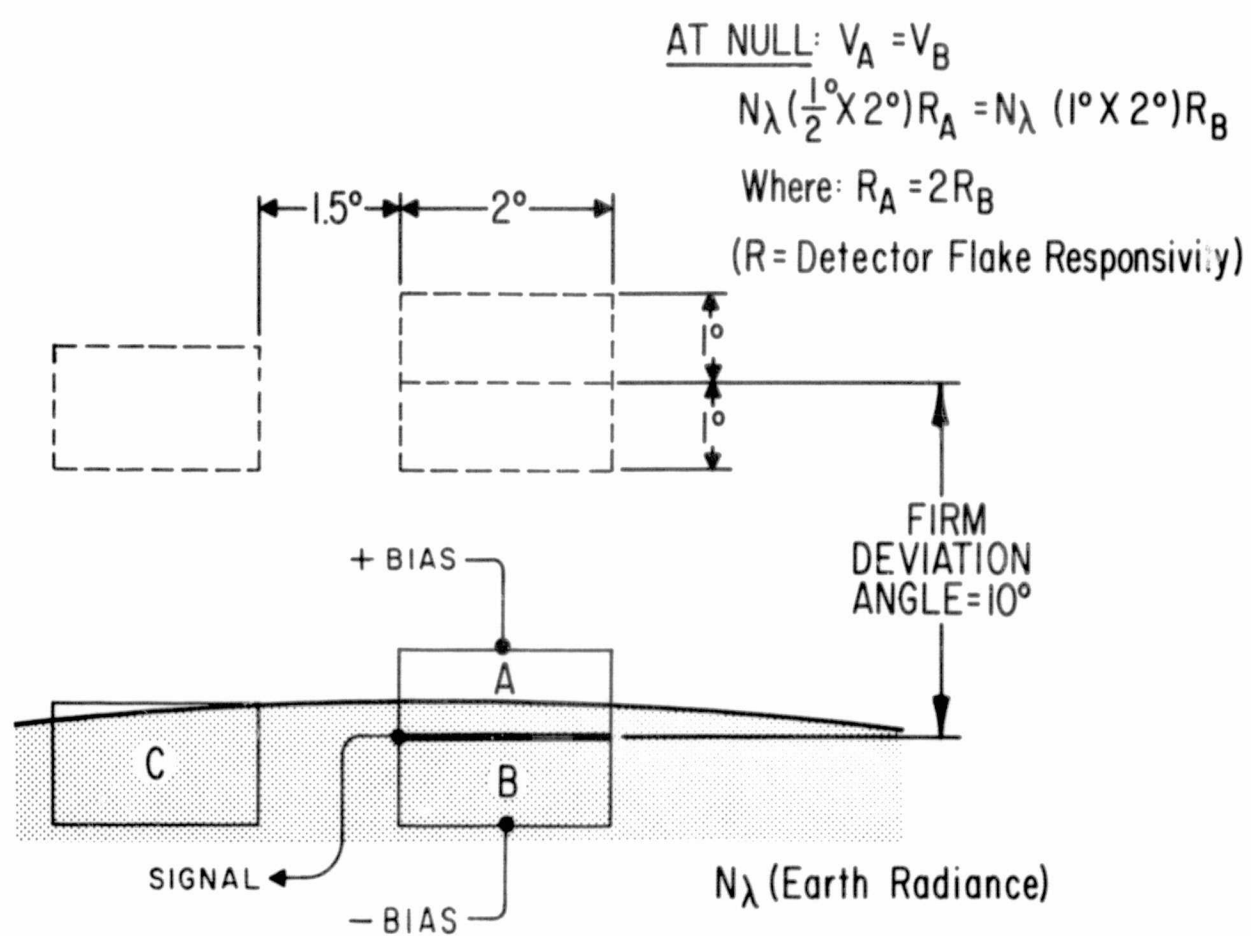 AT NULL: V_A = V_B
N_λ (1/2° X 2°) R_A = N_λ (1° X 2°) R_B
Where: R_A = 2R_B
(R = Detector Flake Responsivity)
1.5°
2°
1°
1°
FIRM
DEVIATION
ANGLE=10°
+ BIAS
A
C
B
SIGNAL
N_λ (Earth Radiance)
— BIAS